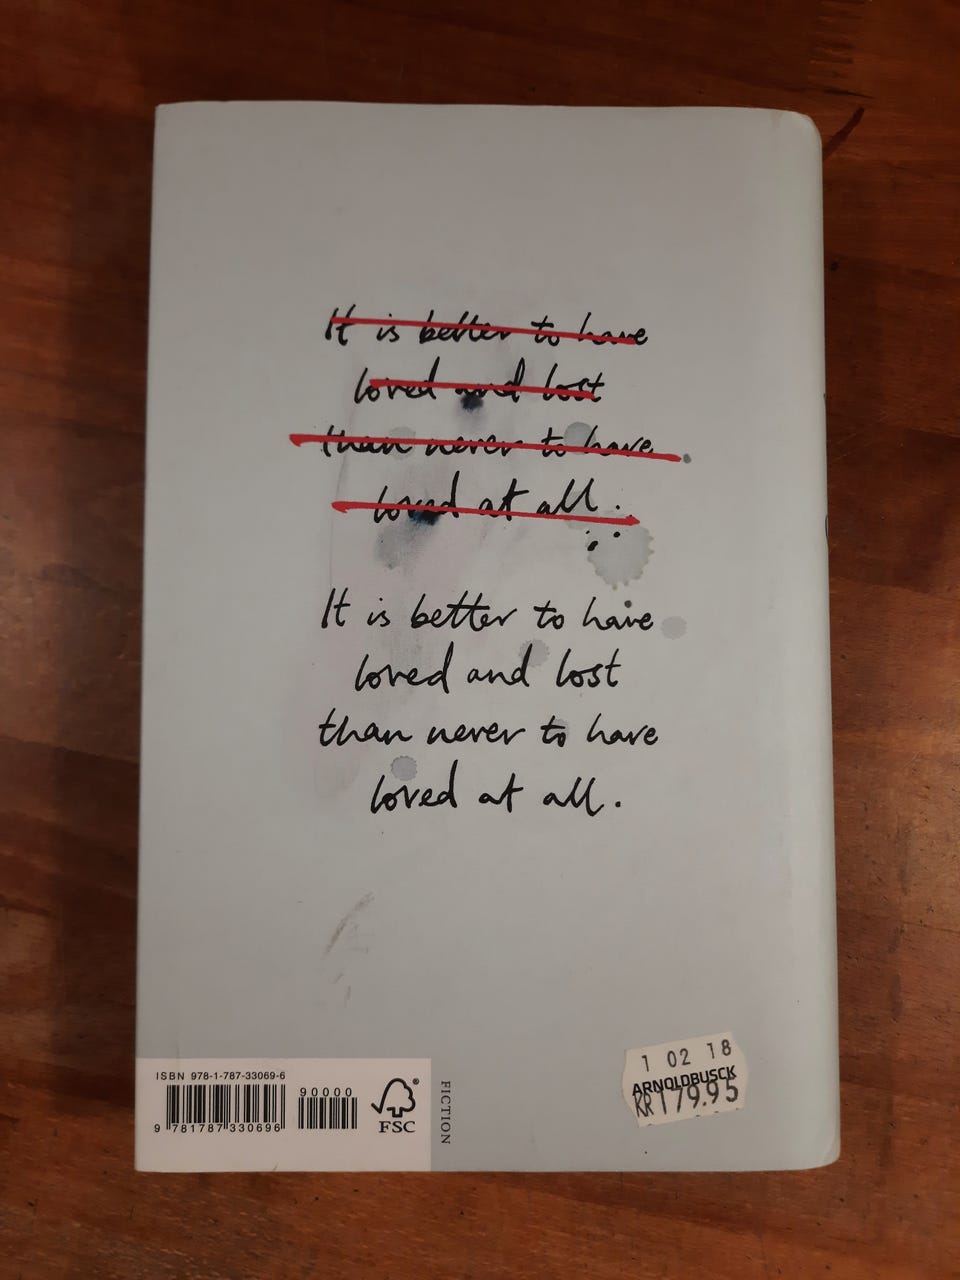 It is better to have
loved and lost
than never to have
loved at all.
It is better to have
loved and lost
than never to have
loved at all.
ISBN 978-1-787-33069-6
90000
9 781787 330696
FSC®
FICTION
1 02 18
ARNOLDBUSCK
KR 179.95